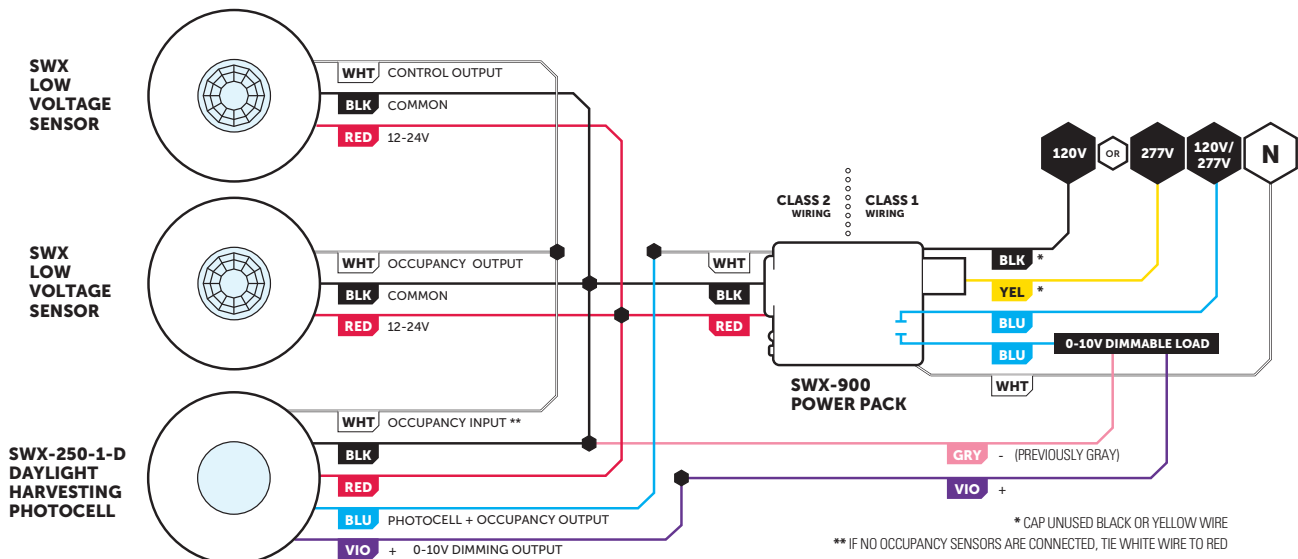 SWX
LOW
VOLTAGE
SENSOR
WHT CONTROL OUTPUT
BLK COMMON
RED 12-24V
SWX
LOW
VOLTAGE
SENSOR
WHT OCCUPANCY OUTPUT
BLK COMMON
RED 12-24V
SWX-250-1-D
DAYLIGHT
HARVESTING
PHOTOCELL
WHT OCCUPANCY INPUT **
BLK
RED
BLU PHOTOCELL + OCCUPANCY OUTPUT
VIO + 0-10V DIMMING OUTPUT
CLASS 2
WIRING
CLASS 1
WIRING
WHT
BLK
RED
SWX-900
POWER PACK
120V
OR
277V
120V/
277V
N
BLK *
YEL *
BLU
BLU
0-10V DIMMABLE LOAD
WHT
GRY - (PREVIOUSLY GRAY)
VIO +
* CAP UNUSED BLACK OR YELLOW WIRE
** IF NO OCCUPANCY SENSORS ARE CONNECTED, TIE WHITE WIRE TO RED